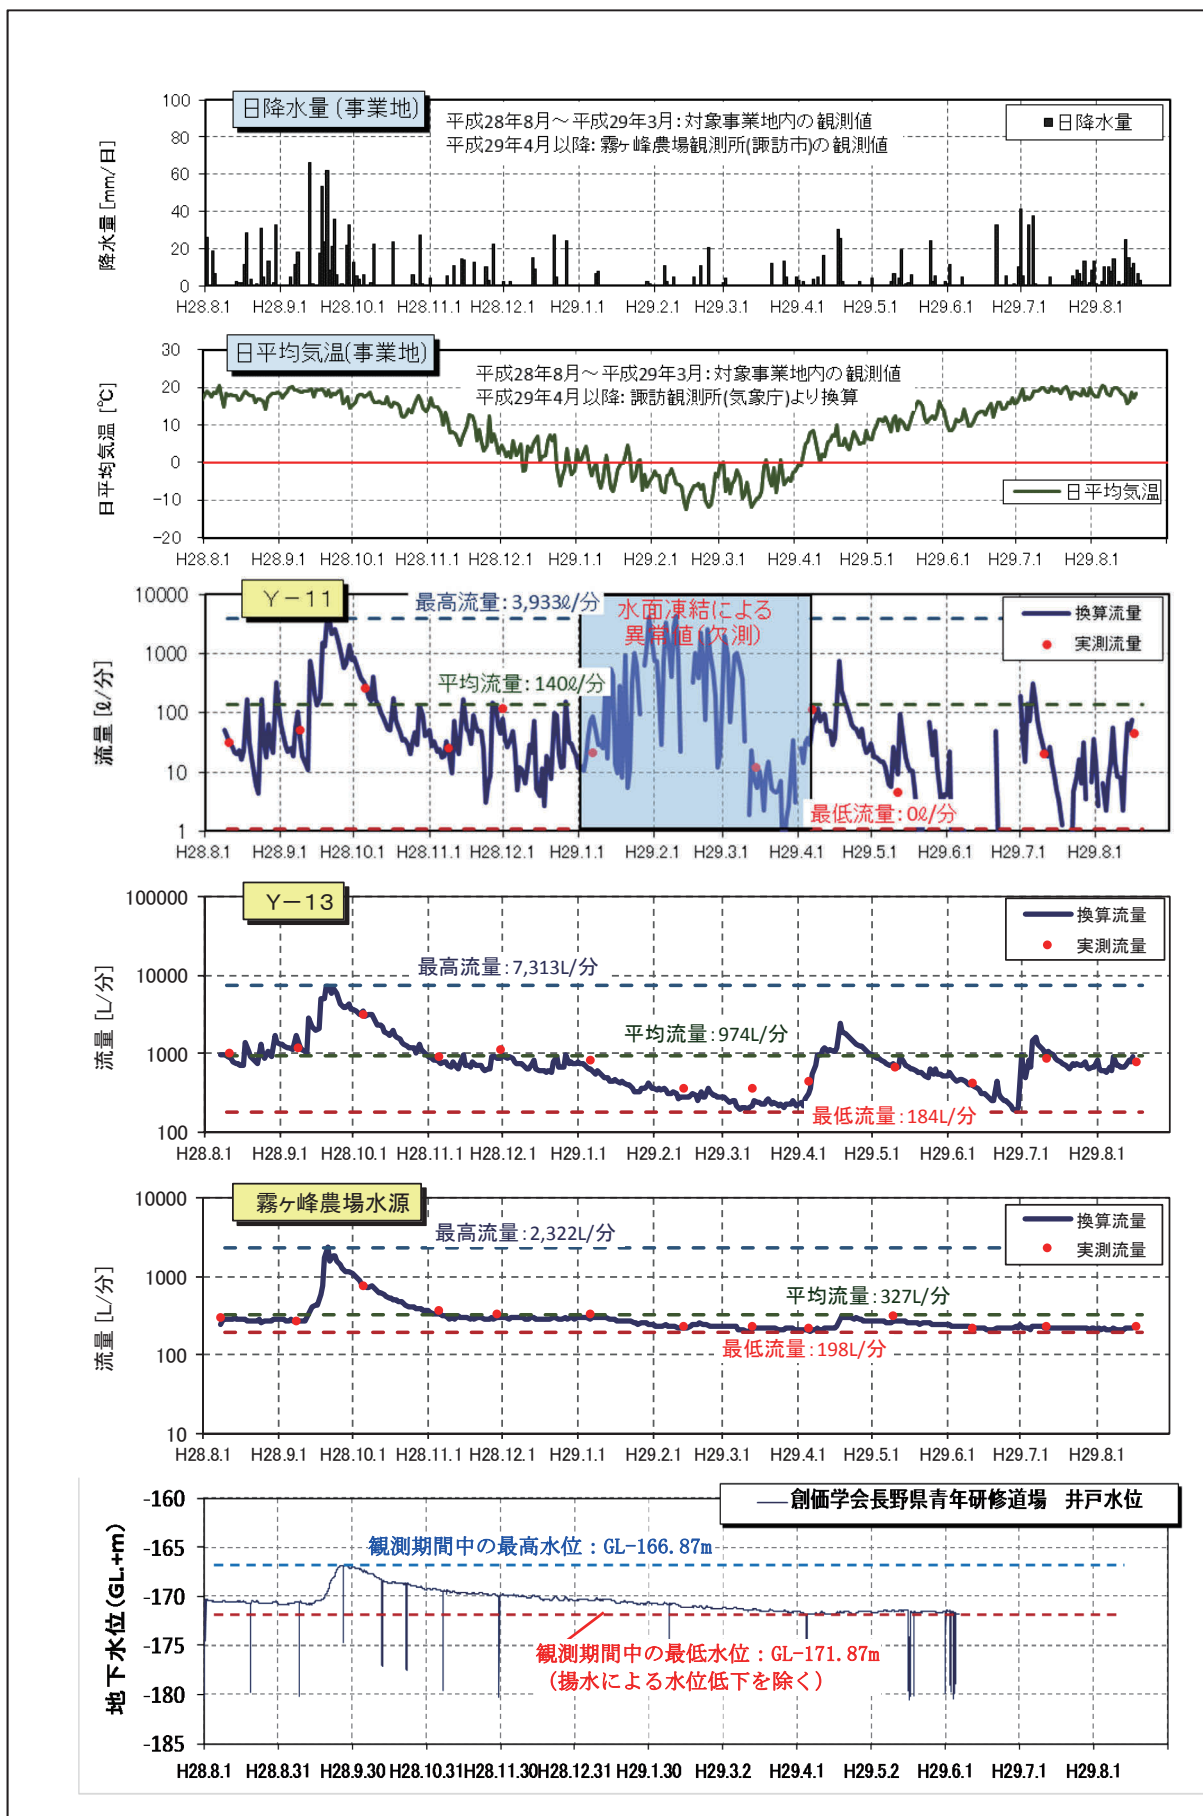 日降水量(事業地)
平成28年8月～平成29年3月:対象事業地内の観測値
平成29年4月以降:霧ヶ峰農場観測所(諏訪市)の観測値
日降水量
降水量 [mm/日]
100
80
60
40
20
0
H28.8.1 H28.9.1 H28.10.1 H28.11.1 H28.12.1 H29.1.1 H29.2.1 H29.3.1 H29.4.1 H29.5.1 H29.6.1 H29.7.1 H29.8.1
日平均気温(事業地)
平成28年8月～平成29年3月:対象事業地内の観測値
平成29年4月以降:諏訪観測所(気象庁)より換算
日平均気温
日平均気温 [℃]
30
20
10
0
-10
-20
H28.8.1 H28.9.1 H28.10.1 H28.11.1 H28.12.1 H29.1.1 H29.2.1 H29.3.1 H29.4.1 H29.5.1 H29.6.1 H29.7.1 H29.8.1
Y-11
最高流量:3,933ℓ/分
水面凍結による
異常値(欠測)
平均流量:140ℓ/分
最低流量:0ℓ/分
換算流量
実測流量
流量 [ℓ/分]
10000
1000
100
10
1
H28.8.1 H28.9.1 H28.10.1 H28.11.1 H28.12.1 H29.1.1 H29.2.1 H29.3.1 H29.4.1 H29.5.1 H29.6.1 H29.7.1 H29.8.1
Y-13
最高流量:7,313L/分
平均流量:974L/分
最低流量:184L/分
換算流量
実測流量
流量 [L/分]
100000
10000
1000
100
H28.8.1 H28.9.1 H28.10.1 H28.11.1 H28.12.1 H29.1.1 H29.2.1 H29.3.1 H29.4.1 H29.5.1 H29.6.1 H29.7.1 H29.8.1
霧ヶ峰農場水源
最高流量:2,322L/分
平均流量:327L/分
最低流量:198L/分
換算流量
実測流量
流量 [L/分]
10000
1000
100
10
H28.8.1 H28.9.1 H28.10.1 H28.11.1 H28.12.1 H29.1.1 H29.2.1 H29.3.1 H29.4.1 H29.5.1 H29.6.1 H29.7.1 H29.8.1
創価学会長野県青年研修道場 井戸水位
観測期間中の最高水位:GL-166.87m
観測期間中の最低水位:GL-171.87m
(揚水による水位低下を除く)
地下水位(GL.+m)
-160
-165
-170
-175
-180
-185
H28.8.1 H28.8.31 H28.9.30 H28.10.31 H28.11.30 H28.12.31 H29.1.30 H29.3.2 H29.4.1 H29.5.2 H29.6.1 H29.7.1 H29.8.1